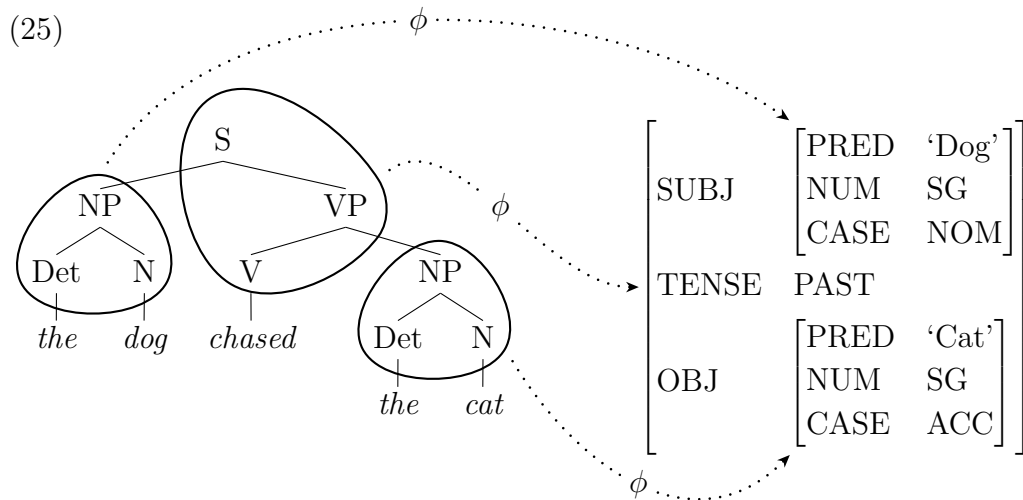 (25)
ϕ
S
NP VP
Det N V NP
the dog chased Det N
the cat
ϕ
ϕ
SUBJ
PRED ‘Dog’
NUM SG
CASE NOM
TENSE PAST
OBJ
PRED ‘Cat’
NUM SG
CASE ACC